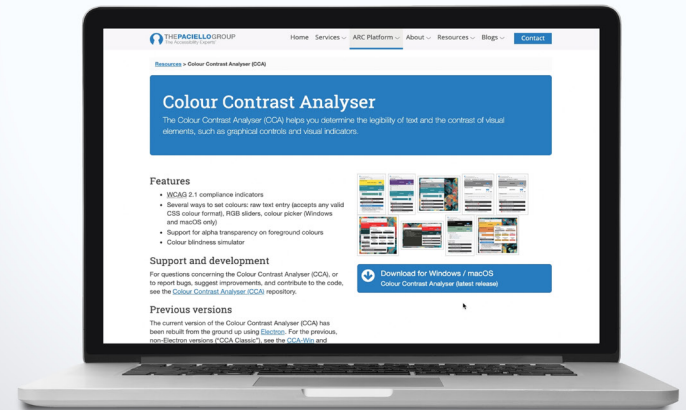 THEPACIELLOGROUP
The Accessibility Experts
Home Services ARC Platform About Resources Blogs Contact
Resources > Colour Contrast Analyser (CCA)
Colour Contrast Analyser
The Colour Contrast Analyser (CCA) helps you determine the legibility of text and the contrast of visual
elements, such as graphical controls and visual indicators.
Features
• WCAG 2.1 compliance indicators
• Several ways to set colours: raw text entry (accepts any valid
CSS colour format), RGB sliders, colour picker (Windows
and macOS only)
• Support for alpha transparency on foreground colours
• Colour blindness simulator
Support and development
For questions concerning the Colour Contrast Analyser (CCA), or
to report bugs, suggest improvements, and contribute to the code,
see the Colour Contrast Analyser (CCA) repository.
Previous versions
The current version of the Colour Contrast Analyser (CCA) has
been rebuilt from the ground up using Electron. For the previous,
non-Electron versions ("CCA Classic"), see the CCA-Win and
Download for Windows / macOS
Colour Contrast Analyser (latest release)